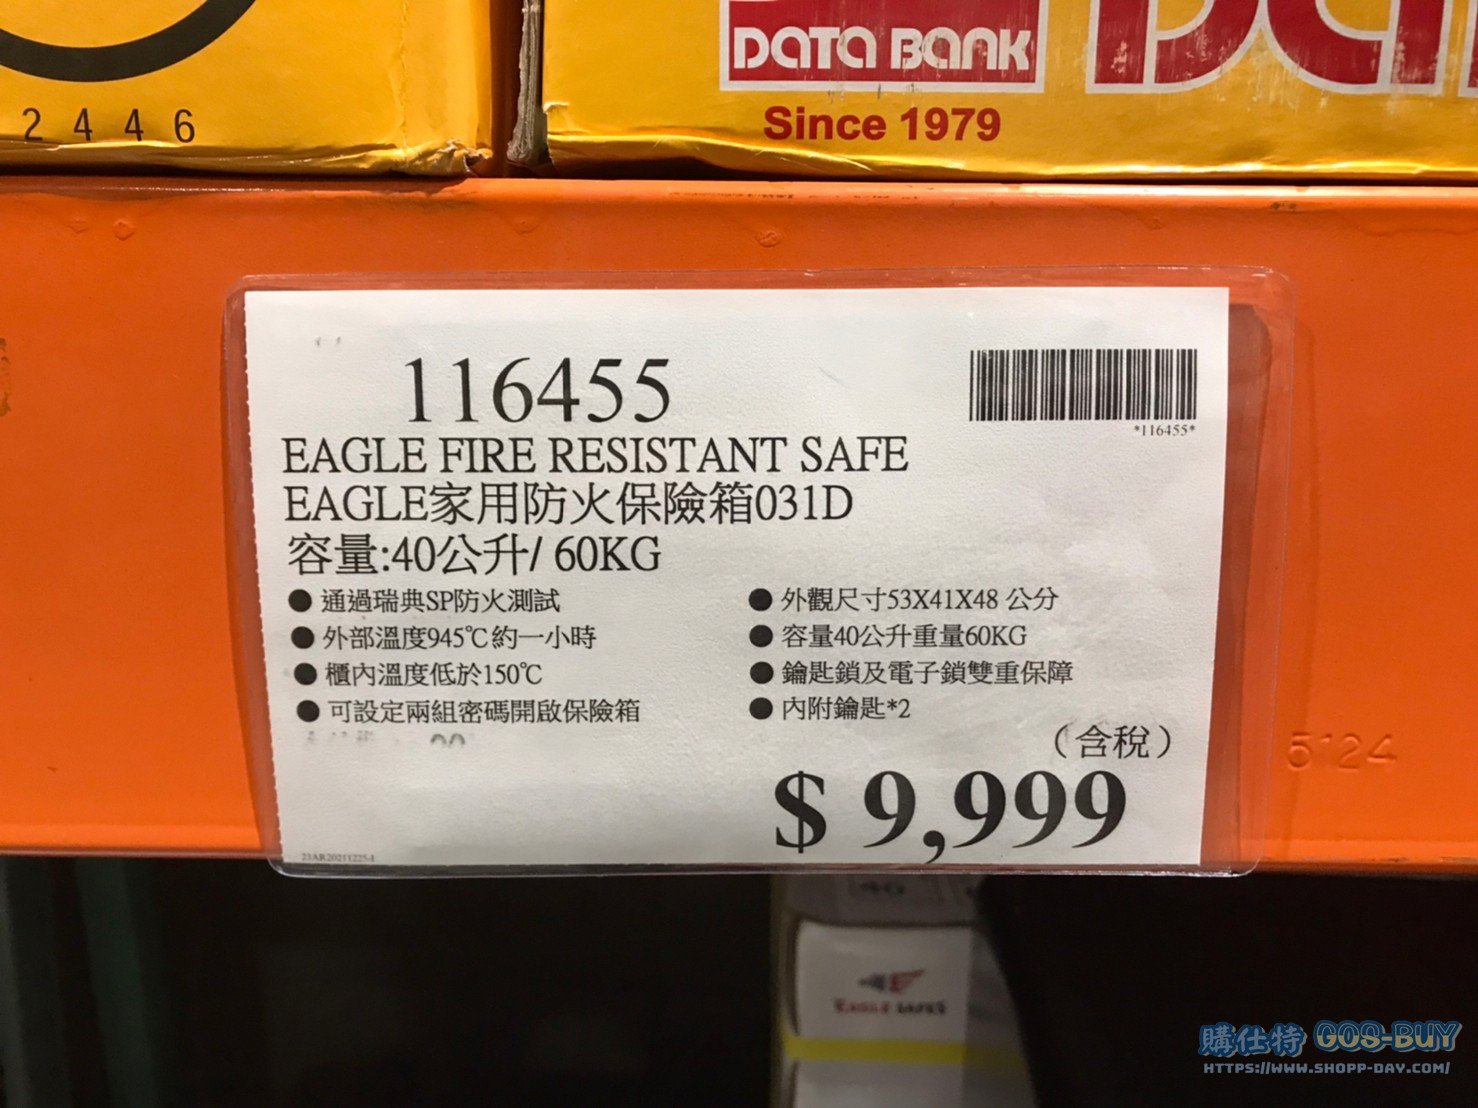 2446
DATA BANK
Since 1979
116455
*116455*
EAGLE FIRE RESISTANT SAFE
EAGLE家用防火保險箱031D
容量:40公升/ 60KG
● 通過瑞典SP防火測試
● 外部溫度945℃約一小時
● 櫃內溫度低於150℃
● 可設定兩組密碼開啟保險箱
● 外觀尺寸53X41X48 公分
● 容量40公升重量60KG
● 鑰匙鎖及電子鎖雙重保障
● 內附鑰匙*2
（含稅）
$ 9,999
23AR20211225-1
5124
40
EAGLE SAFES
購仕特 GOS-BUY
HTTPS://WWW.SHOPP-DAY.COM/